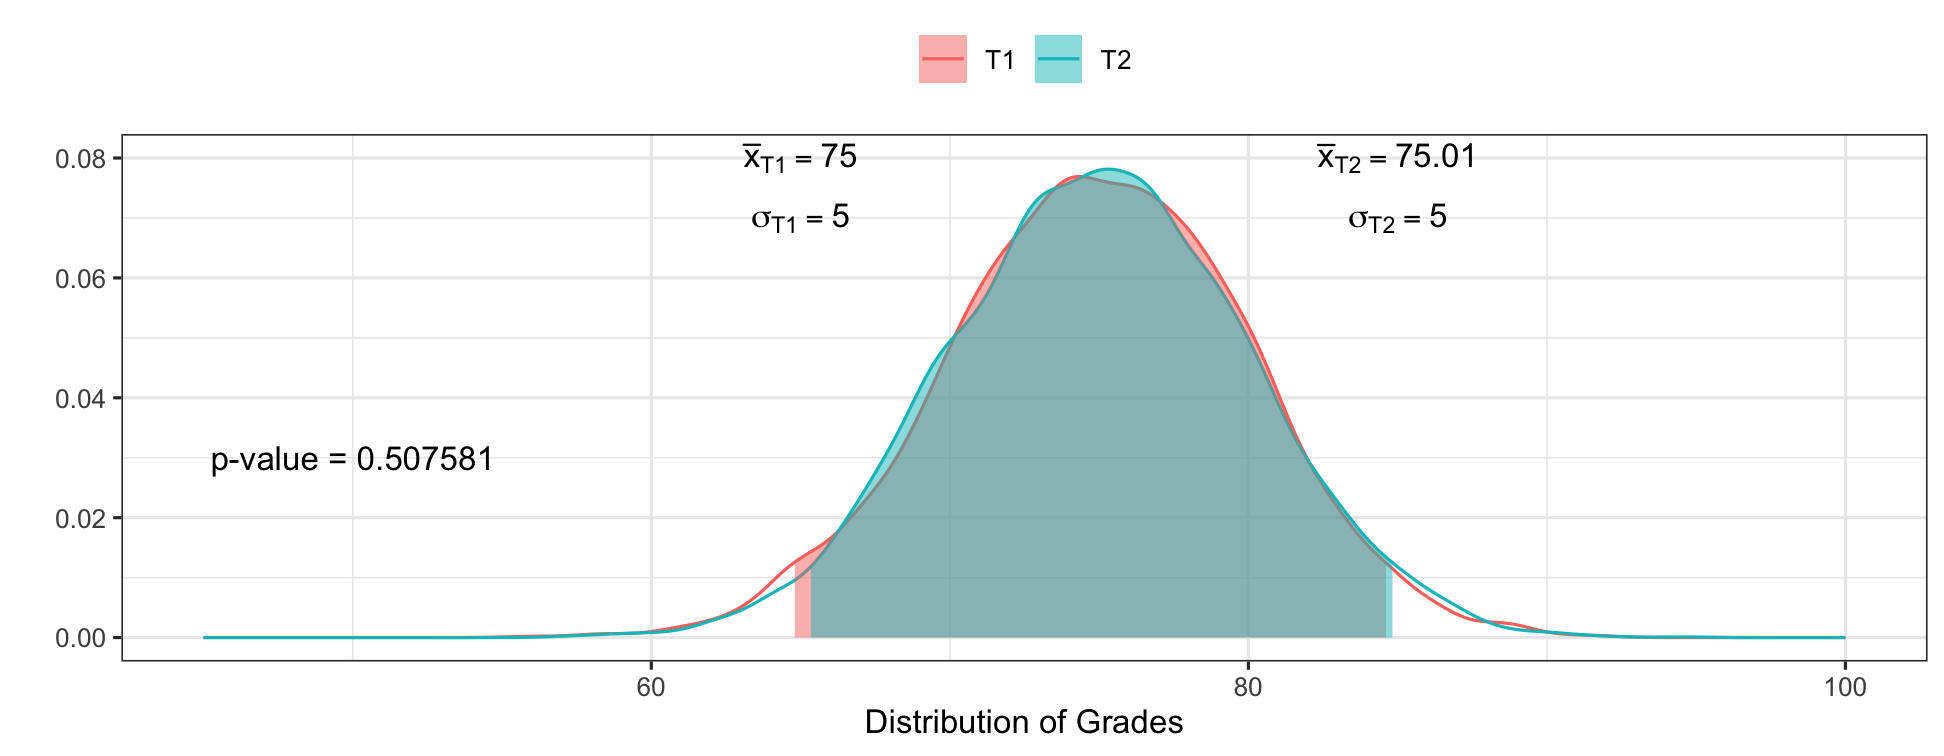 T1 T2
x̄T1 = 75 x̄T2 = 75.01
σT1 = 5 σT2 = 5
p-value = 0.507581
0.08
0.06
0.04
0.02
0.00
60 80 100
Distribution of Grades